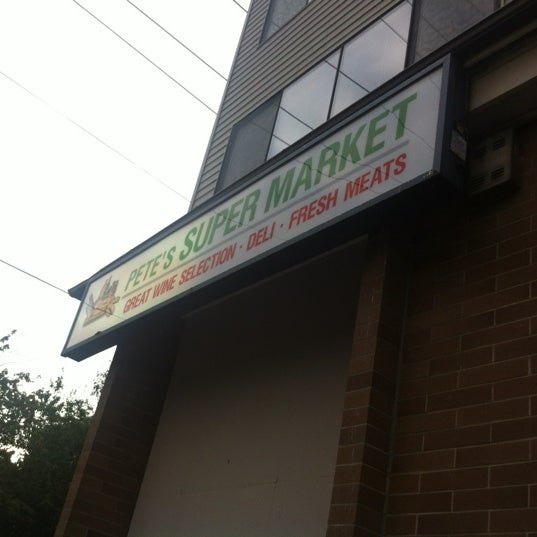 PETE'S SUPER MARKET
GREAT WINE SELECTION · DELI · FRESH MEATS